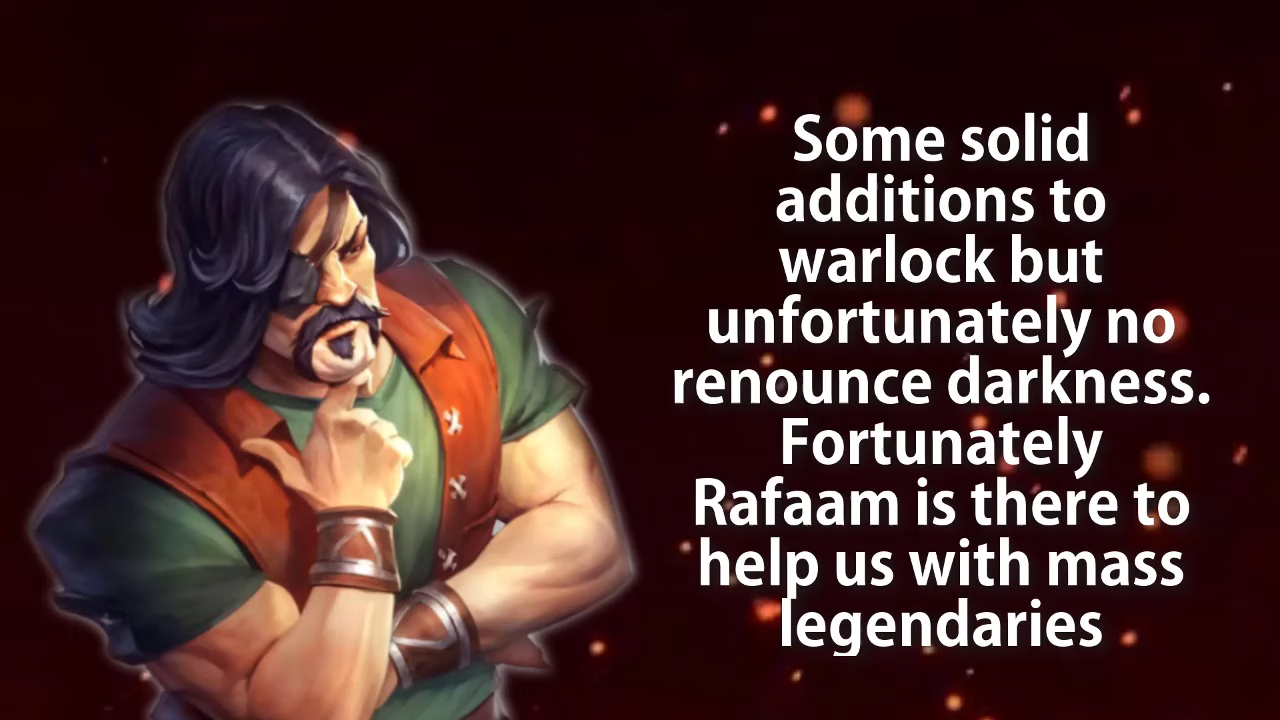 Some solid
additions to
warlock but
unfortunately no
renounce darkness.
Fortunately
Rafaam is there to
help us with mass
legendaries